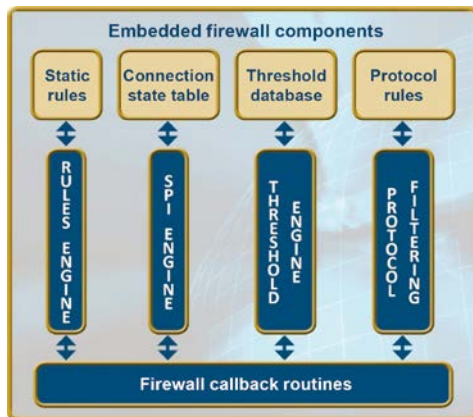 Embedded firewall components
Static
rules
Connection
state table
Threshold
database
Protocol
rules
RULES ENGINE
SPI ENGINE
THRESHOLD
ENGINE
PROTOCOL
FILTERING
Firewall callback routines